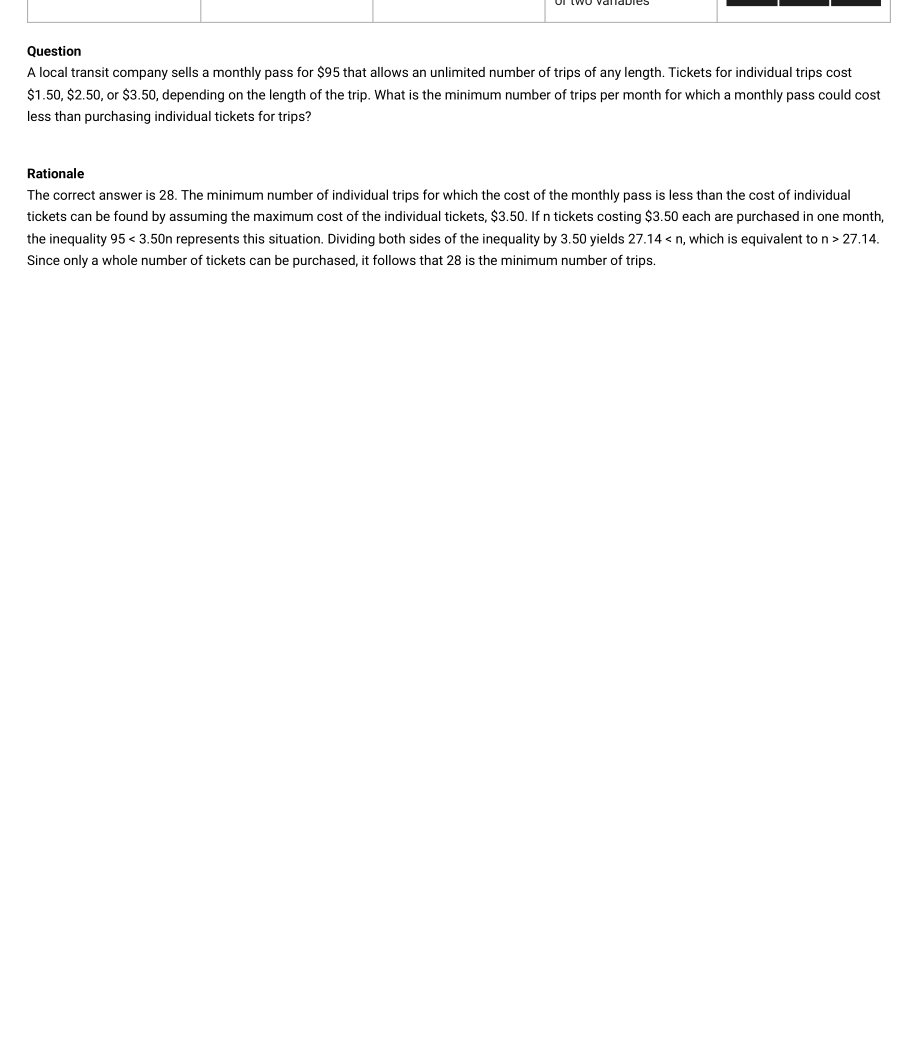 of two variables
Question
A local transit company sells a monthly pass for $95 that allows an unlimited number of trips of any length. Tickets for individual trips cost
$1.50, $2.50, or $3.50, depending on the length of the trip. What is the minimum number of trips per month for which a monthly pass could cost
less than purchasing individual tickets for trips?
Rationale
The correct answer is 28. The minimum number of individual trips for which the cost of the monthly pass is less than the cost of individual
tickets can be found by assuming the maximum cost of the individual tickets, $3.50. If n tickets costing $3.50 each are purchased in one month,
the inequality 95 < 3.50n represents this situation. Dividing both sides of the inequality by 3.50 yields 27.14 < n, which is equivalent to n > 27.14.
Since only a whole number of tickets can be purchased, it follows that 28 is the minimum number of trips.